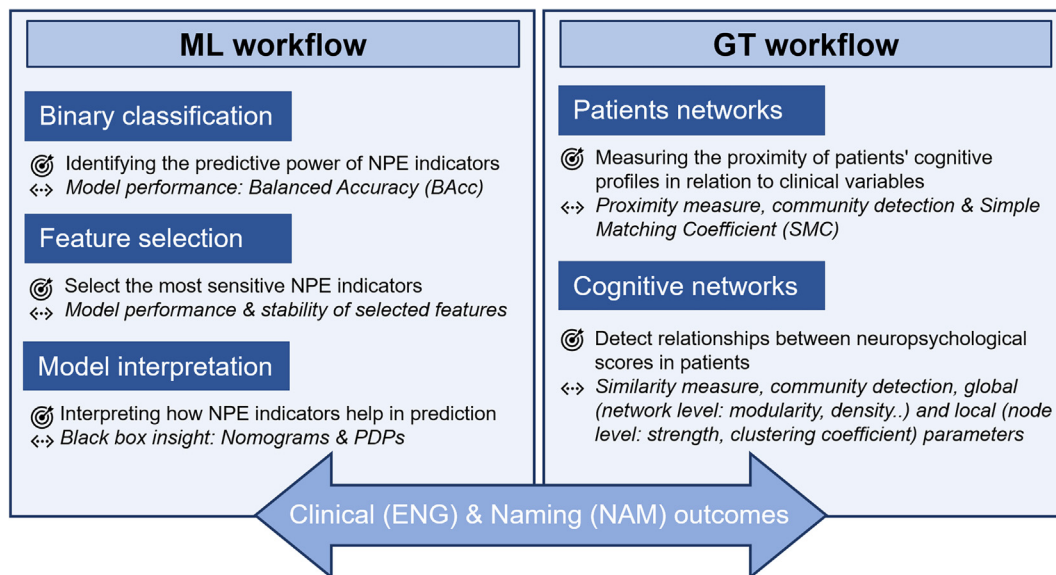 ML workflow
Binary classification
Identifying the predictive power of NPE indicators
Model performance: Balanced Accuracy (BAcc)
Feature selection
Select the most sensitive NPE indicators
Model performance & stability of selected features
Model interpretation
Interpreting how NPE indicators help in prediction
Black box insight: Nomograms & PDPs
GT workflow
Patients networks
Measuring the proximity of patients' cognitive
profiles in relation to clinical variables
Proximity measure, community detection & Simple
Matching Coefficient (SMC)
Cognitive networks
Detect relationships between neuropsychological
scores in patients
Similarity measure, community detection, global
(network level: modularity, density..) and local (node
level: strength, clustering coefficient) parameters
Clinical (ENG) & Naming (NAM) outcomes